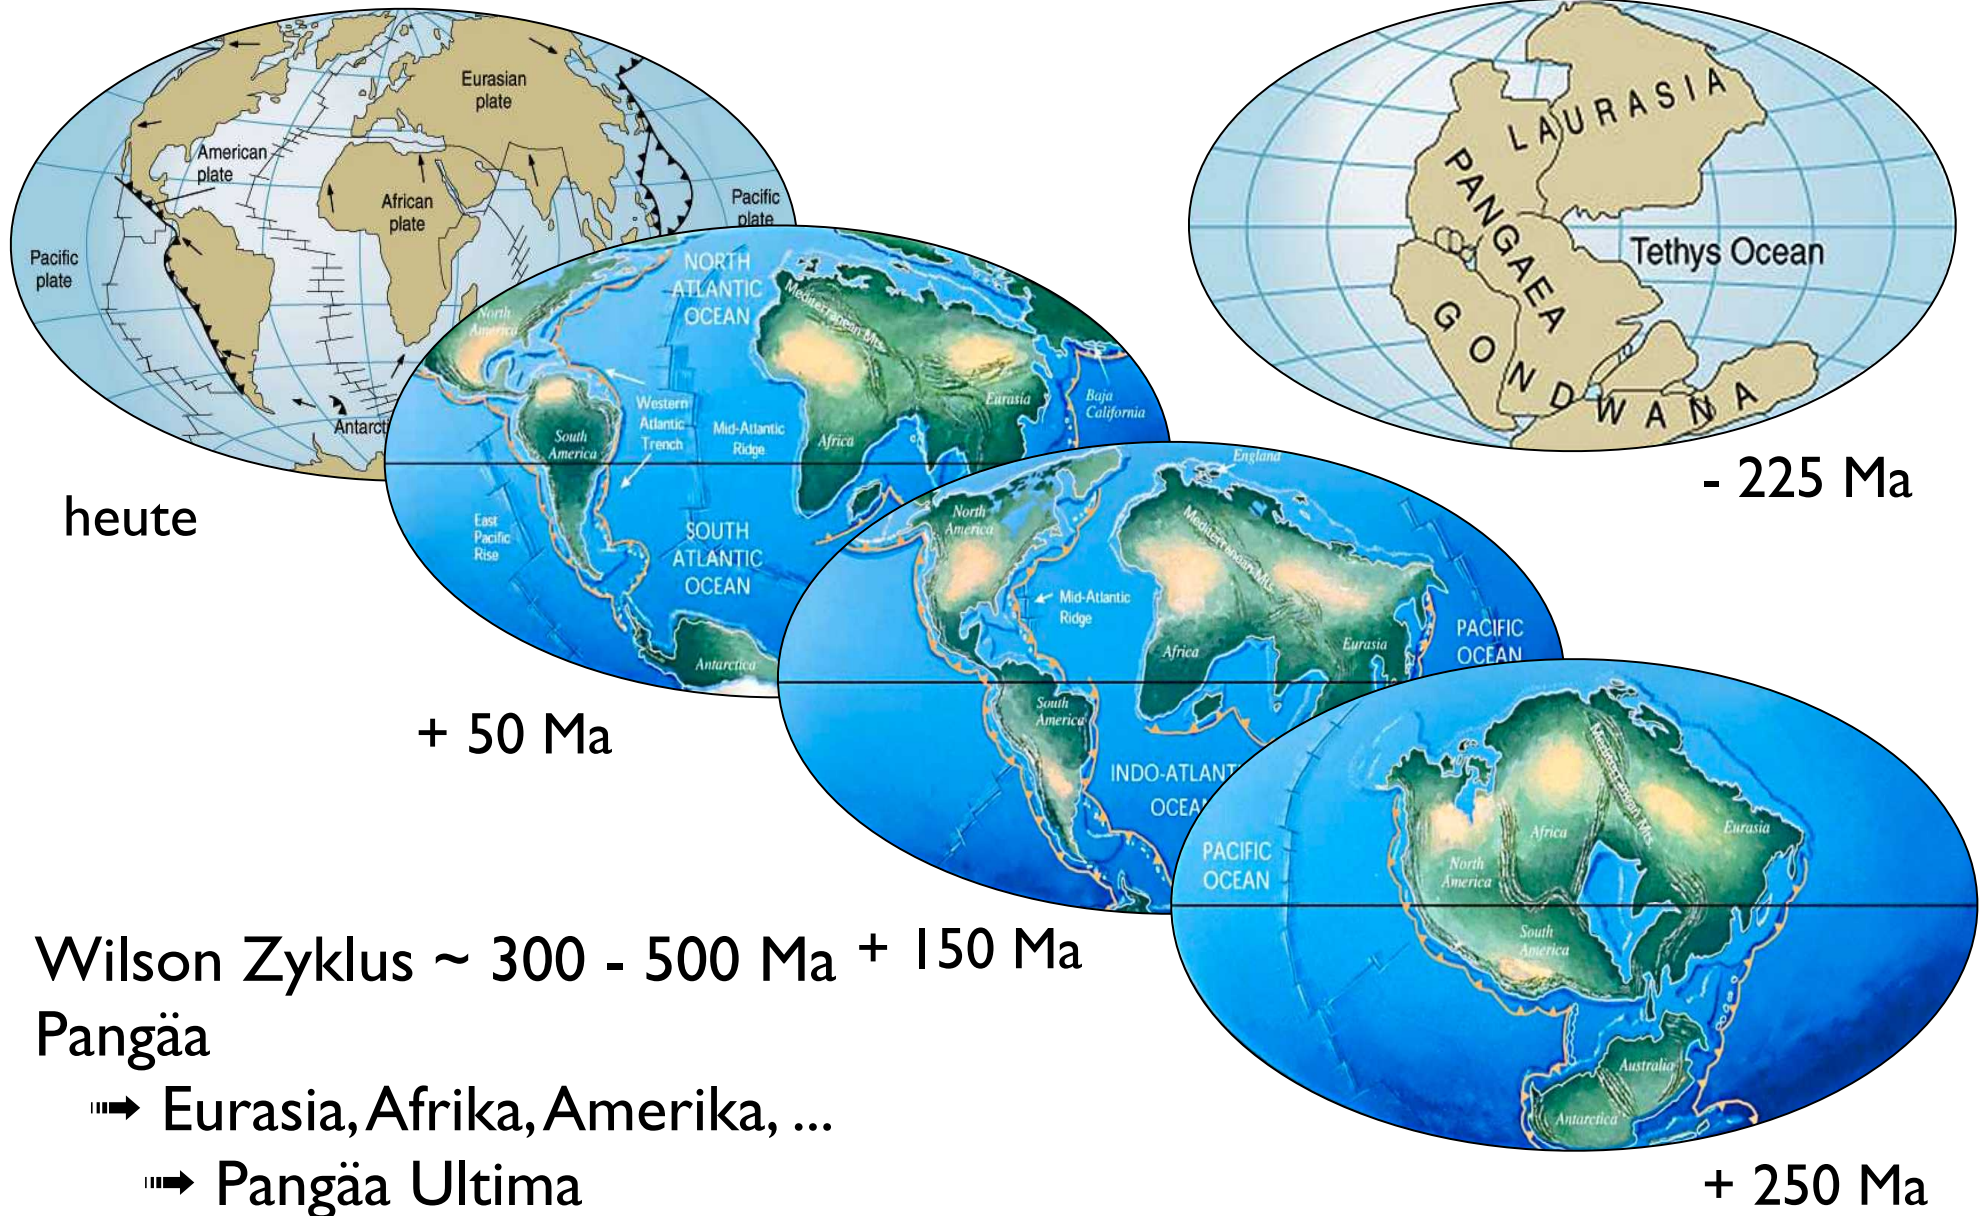 Eurasian
plate
American
plate
African
plate
Pacific
plate
Pacific
plate
Antarcti
heute
LAURASIA
PANGAEA
Tethys Ocean
GONDWANA
- 225 Ma
NORTH
ATLANTIC
OCEAN
North
America
Mediterranean Mts.
Eurasia
Baja
California
Western
Atlantic
Trench
Mid-Atlantic
Ridge
Africa
South
America
East
Pacific
Rise
SOUTH
ATLANTIC
OCEAN
Antarctica
+ 50 Ma
England
North
America
Mediterranean Mts.
Mid-Atlantic
Ridge
PACIFIC
OCEAN
Africa
Eurasia
South
America
INDO-ATLANT
OCEA
+ 150 Ma
Mediterranean Mts.
Africa
Eurasia
PACIFIC
OCEAN
North
America
South
America
Australia
Antarctica
+ 250 Ma
Wilson Zyklus ~ 300 - 500 Ma
Pangäa
➠ Eurasia, Afrika, Amerika, ...
➠ Pangäa Ultima